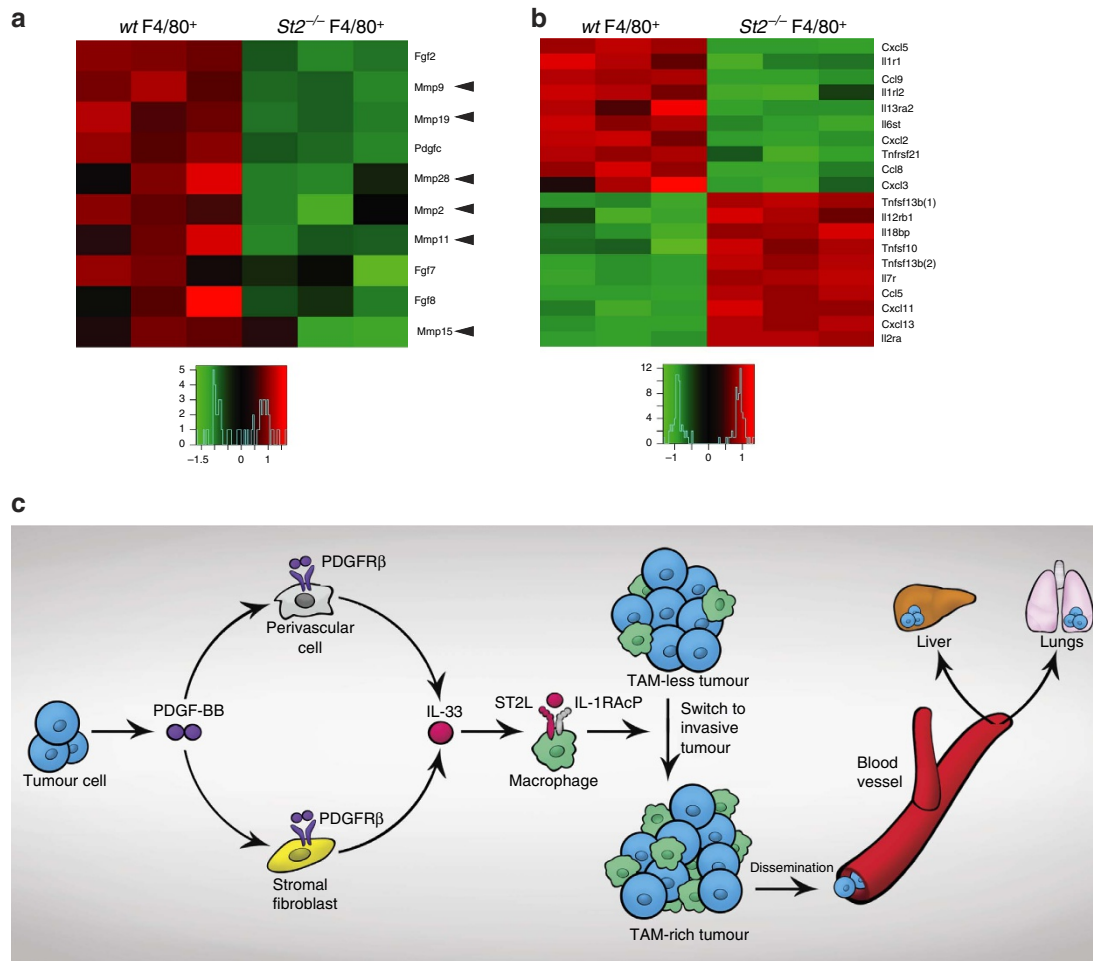 a
wt F4/80+ St2–/– F4/80+
Fgf2
Mmp9
Mmp19
Pdgfc
Mmp28
Mmp2
Mmp11
Fgf7
Fgf8
Mmp15
5
4
3
2
1
0
–1.5 0 1
b
wt F4/80+ St2–/– F4/80+
Cxcl5
Il1r1
Ccl9
Il1rl2
Il13ra2
Il6st
Cxcl2
Tnfrsf21
Ccl8
Cxcl3
Tnfsf13b(1)
Il12rb1
Il18bp
Tnfsf10
Tnfsf13b(2)
Il7r
Ccl5
Cxcl11
Cxcl13
Il2ra
12
8
4
0
–1 0 1
c
Tumour cell
PDGF-BB
PDGFRβ
Perivascular
cell
PDGFRβ
Stromal
fibroblast
IL-33
ST2L IL-1RAcP
Macrophage
TAM-less tumour
Switch to
invasive
tumour
TAM-rich tumour
Dissemination
Blood
vessel
Liver
Lungs